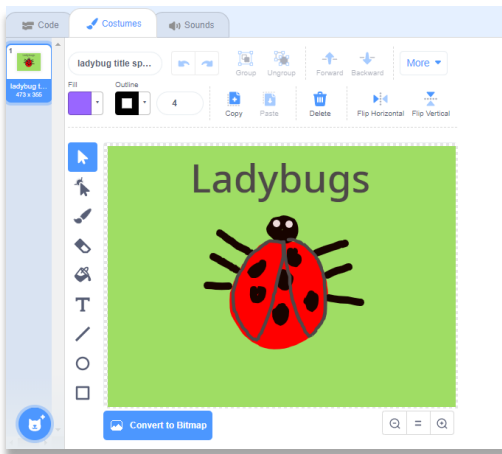 Code
Costumes
Sounds
1
ladybug t...
473 x 366
ladybug title sp...
Group
Ungroup
Forward
Backward
More
Fill
Outline
4
Copy
Paste
Delete
Flip Horizontal
Flip Vertical
Ladybugs
T
Convert to Bitmap